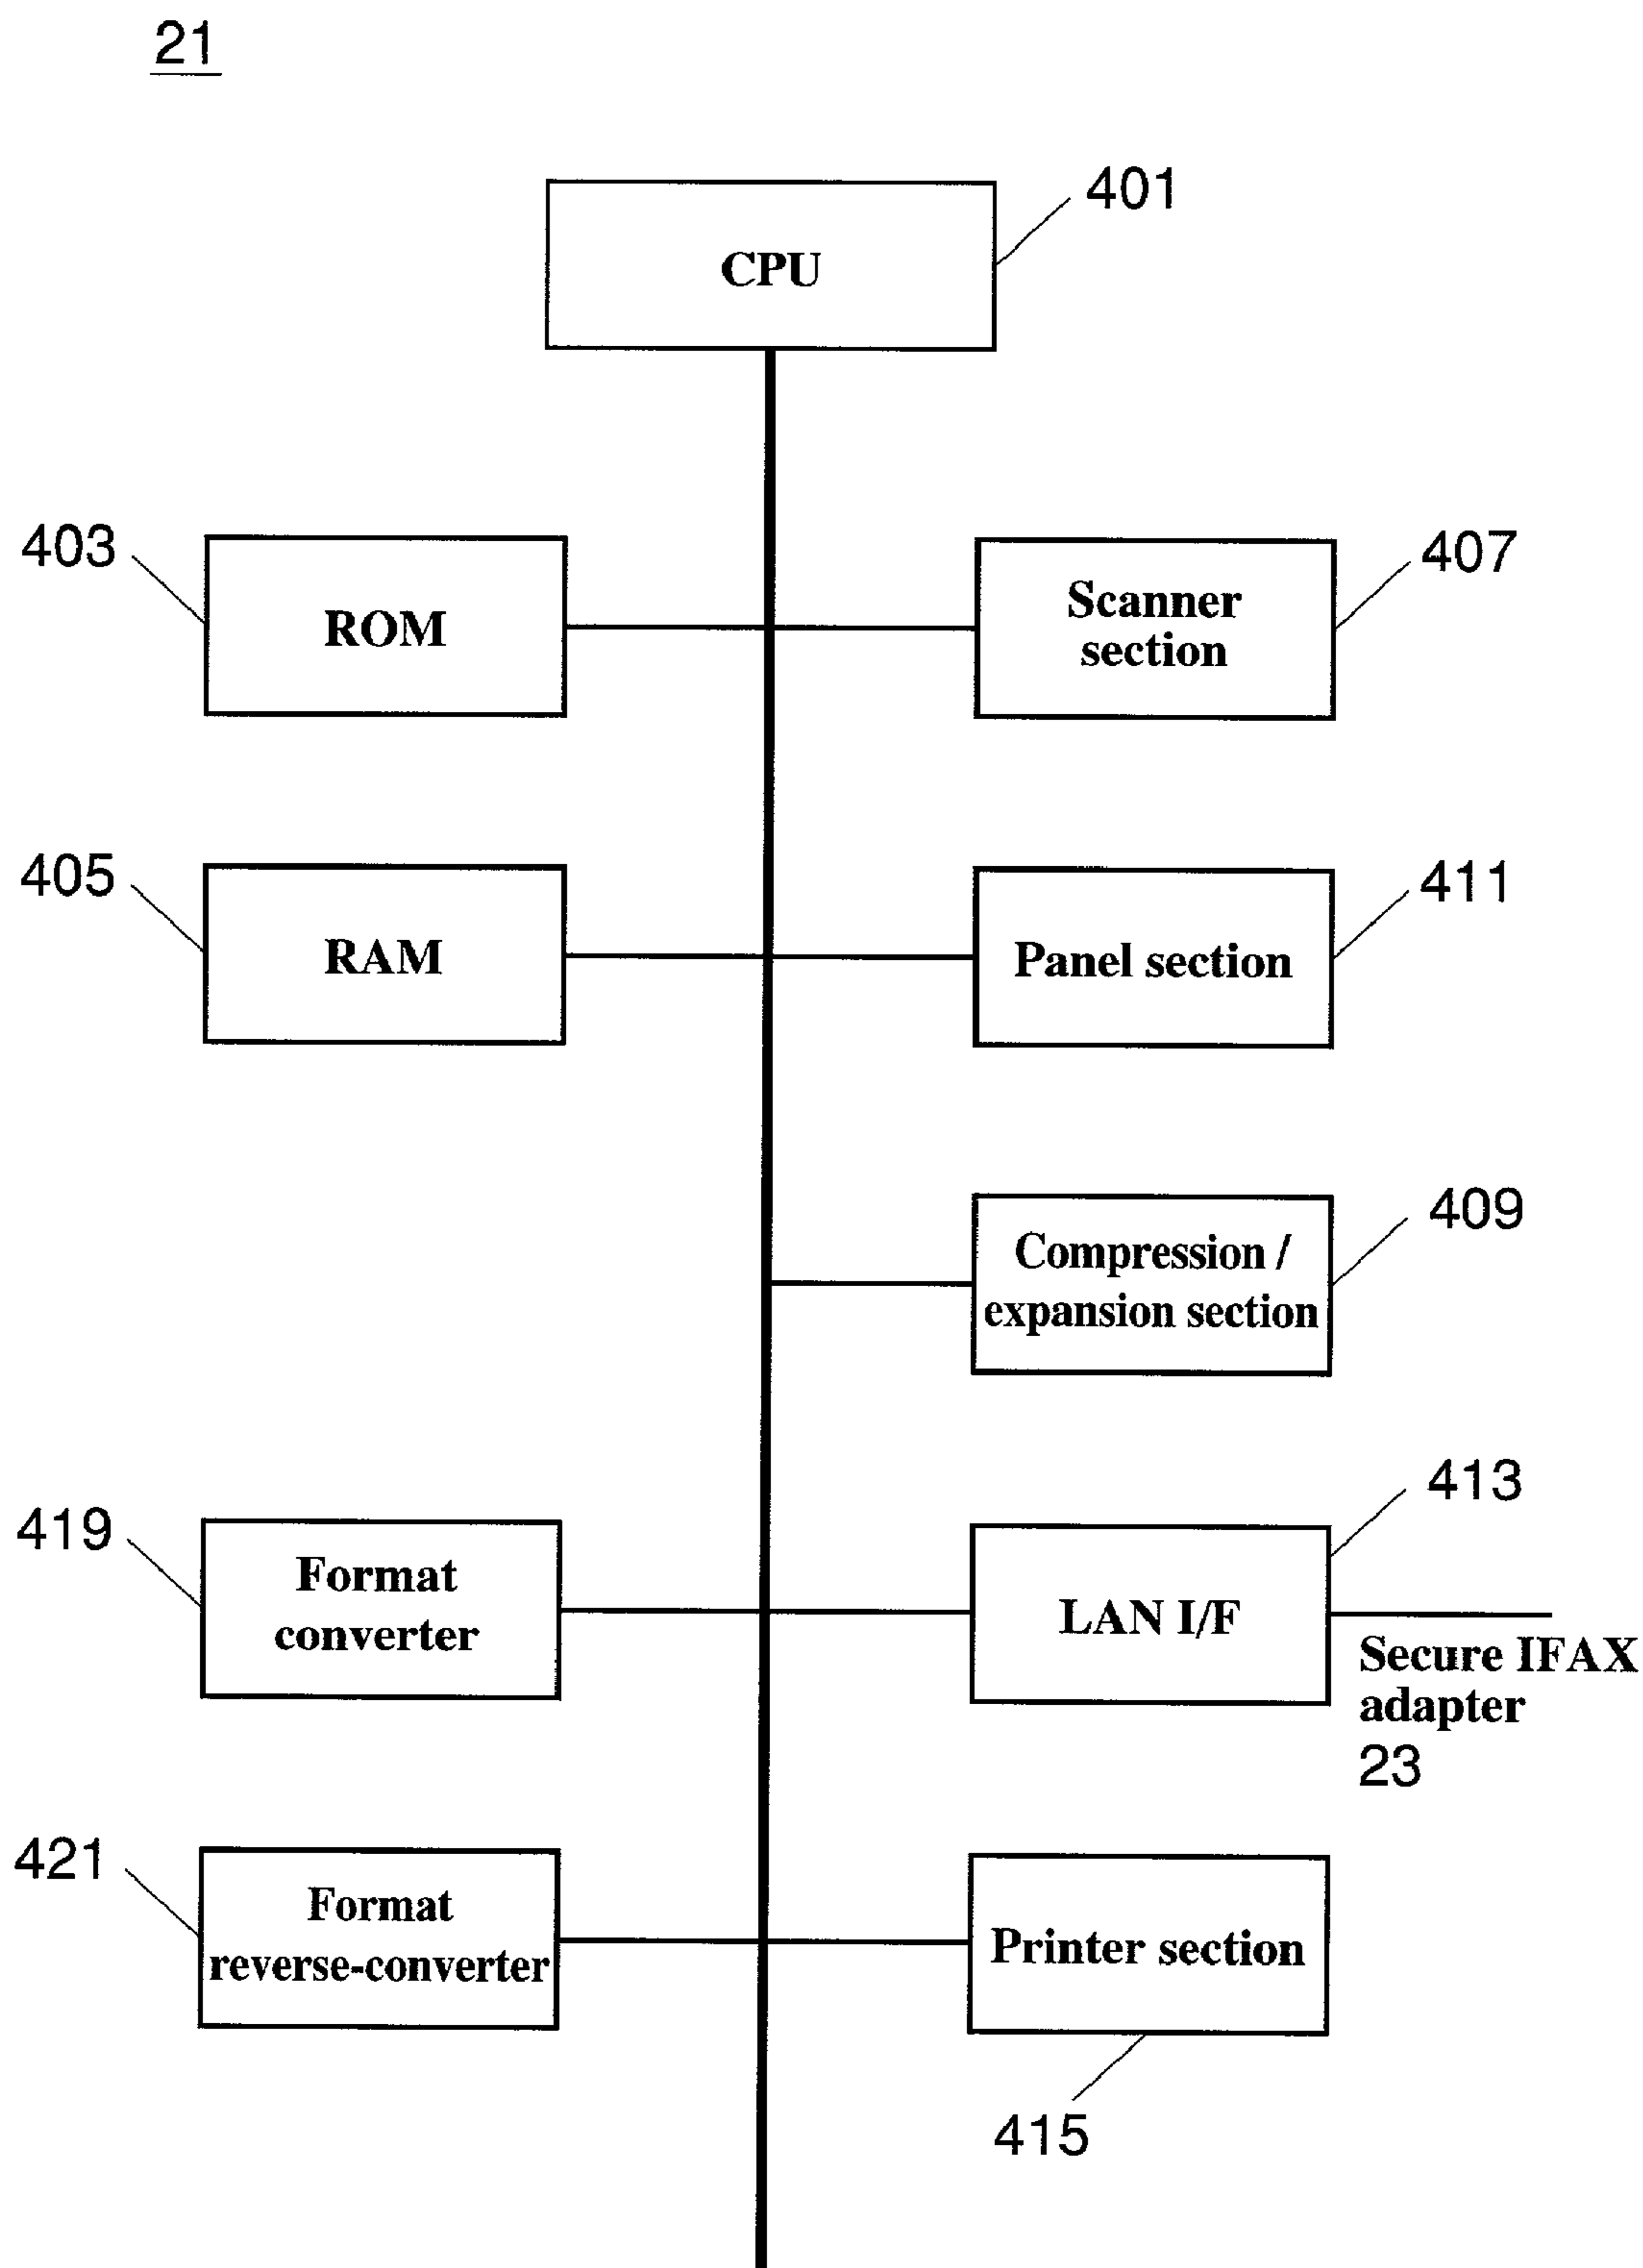 21
401
CPU
403
ROM
407
Scanner
section
405
RAM
411
Panel section
409
Compression /
expansion section
419
Format
converter
413
LAN I/F
Secure IFAX
adapter
23
421
Format
reverse-converter
Printer section
415